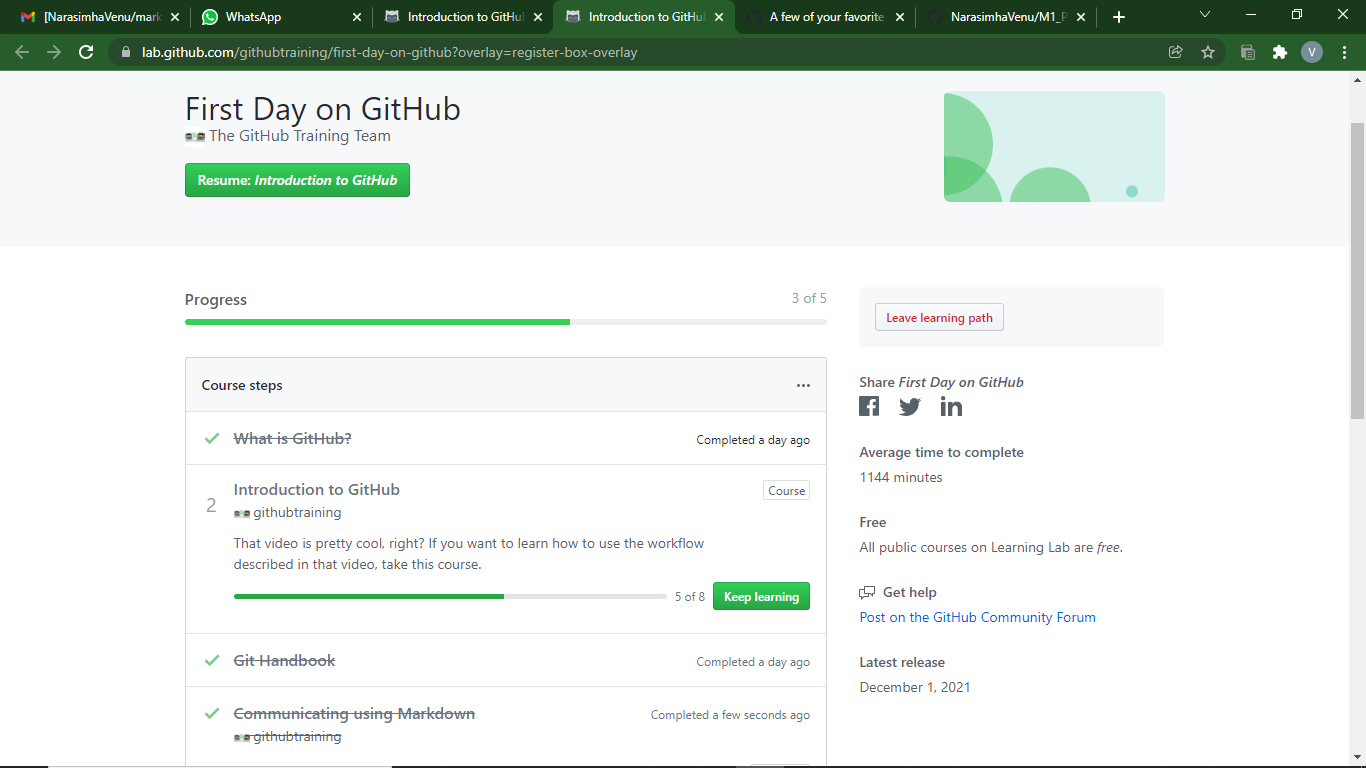 [NarasimhaVenu/mark
WhatsApp
Introduction to GitHu
Introduction to GitHu
A few of your favorite
NarasimhaVenu/M1_P
lab.github.com/githubtraining/first-day-on-github?overlay=register-box-overlay
V
First Day on GitHub
The GitHub Training Team
Resume: Introduction to GitHub
Progress
3 of 5
Leave learning path
Course steps
Share First Day on GitHub
What is GitHub?
Completed a day ago
Average time to complete
1144 minutes
2
Introduction to GitHub
Course
githubtraining
Free
That video is pretty cool, right? If you want to learn how to use the workflow
described in that video, take this course.
All public courses on Learning Lab are free.
5 of 8
Keep learning
Get help
Post on the GitHub Community Forum
Git Handbook
Completed a day ago
Latest release
December 1, 2021
Communicating using Markdown
Completed a few seconds ago
githubtraining